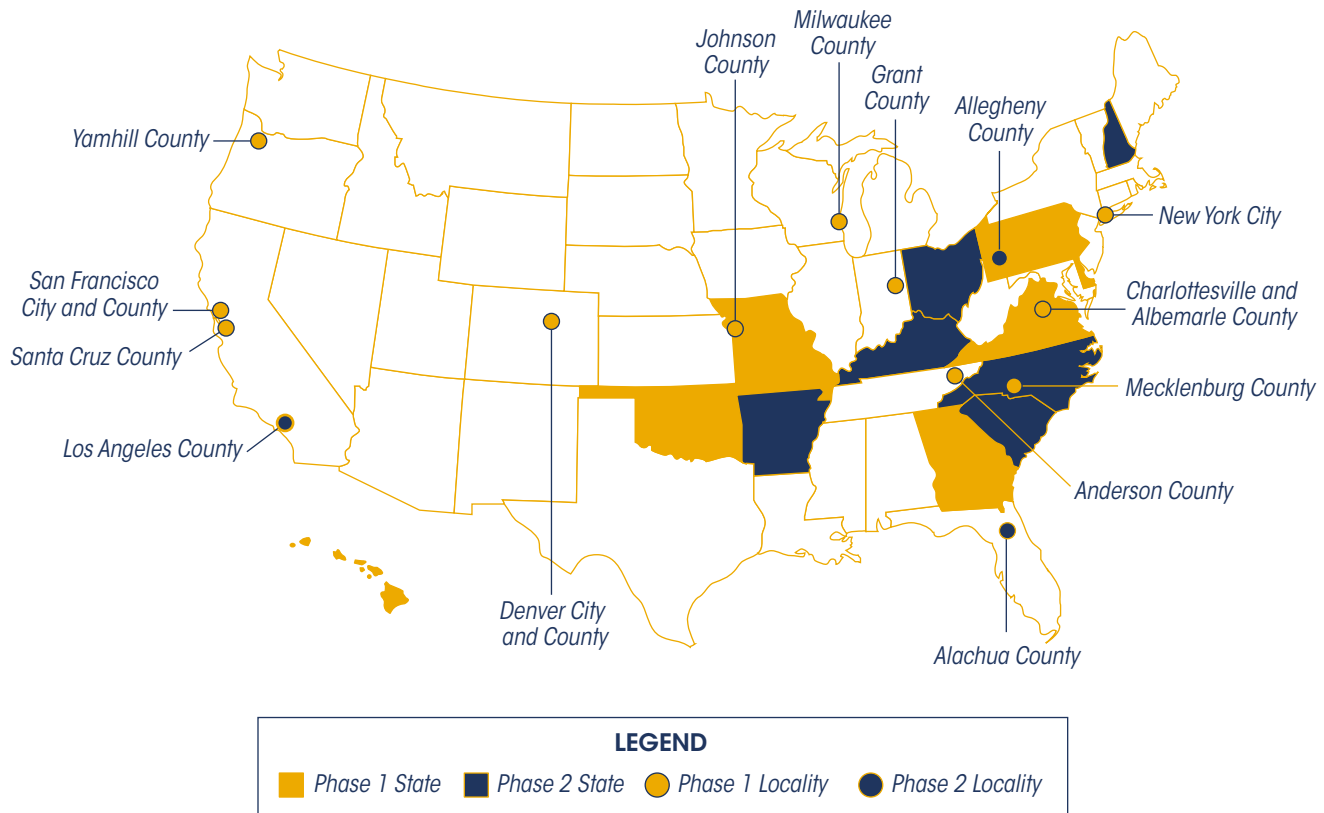 Milwaukee
County
Johnson
County
Grant
County
Allegheny
County
Yamhill County
New York City
San Francisco
City and County
Charlottesville and
Albemarle County
Santa Cruz County
Mecklenburg County
Los Angeles County
Anderson County
Denver City
and County
Alachua County
LEGEND
Phase 1 State
Phase 2 State
Phase 1 Locality
Phase 2 Locality